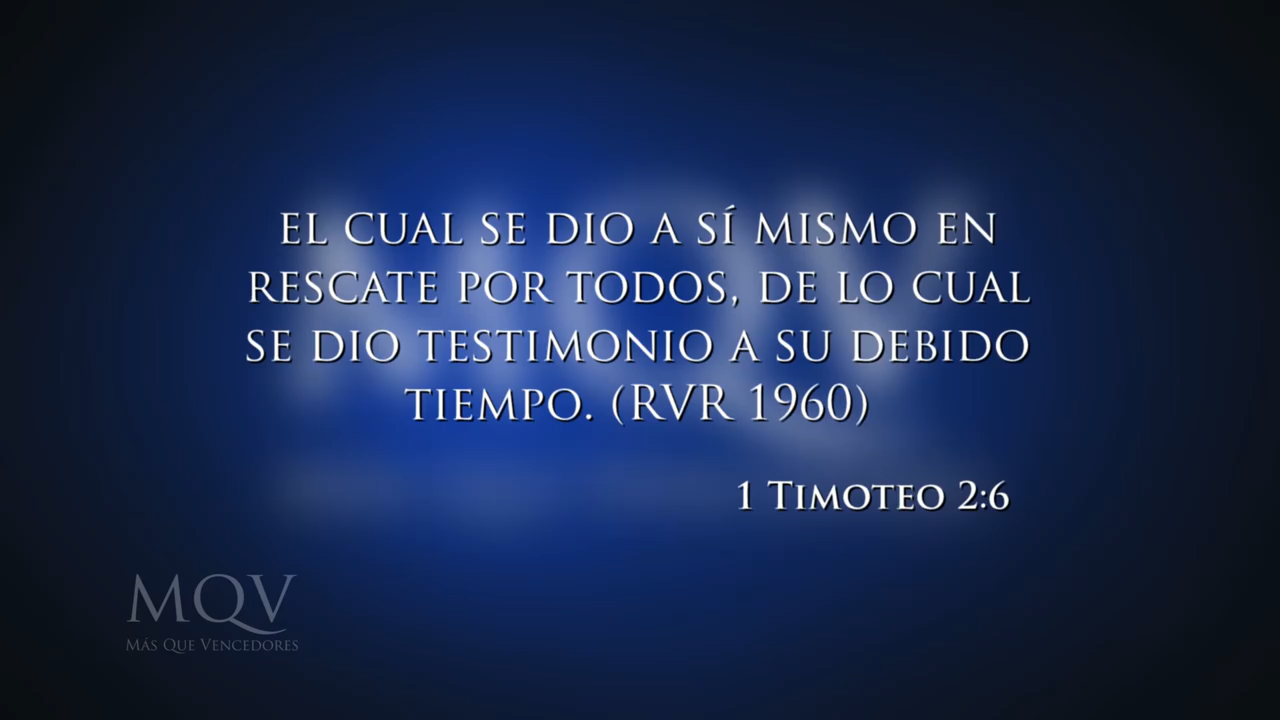 EL CUAL SE DIO A SÍ MISMO EN
RESCATE POR TODOS, DE LO CUAL
SE DIO TESTIMONIO A SU DEBIDO
TIEMPO. (RVR 1960)
1 TIMOTEO 2:6
MQV
MÁS QUE VENCEDORES